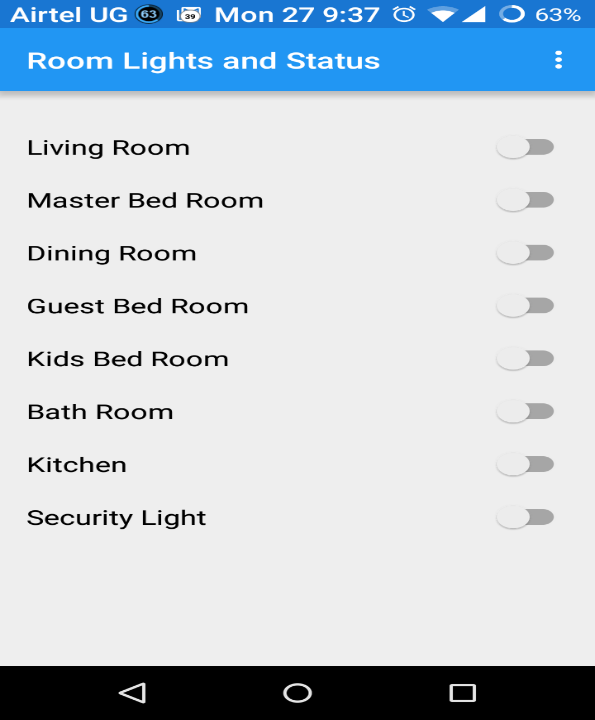 Airtel UG 63 39 Mon 27 9:37 63%
Room Lights and Status
Living Room
Master Bed Room
Dining Room
Guest Bed Room
Kids Bed Room
Bath Room
Kitchen
Security Light